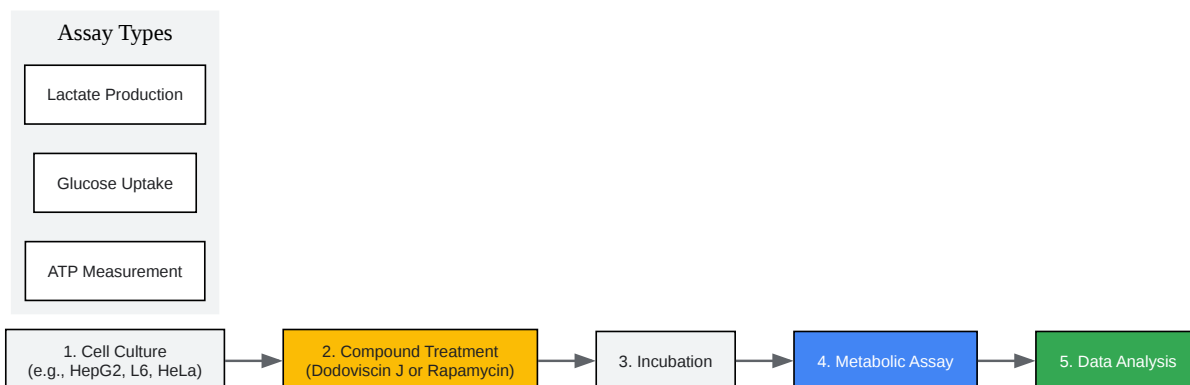 Assay Types
Lactate Production
Glucose Uptake
ATP Measurement
1. Cell Culture
(e.g., HepG2, L6, HeLa)
2. Compound Treatment
(Dodoviscin J or Rapamycin)
3. Incubation
4. Metabolic Assay
5. Data Analysis